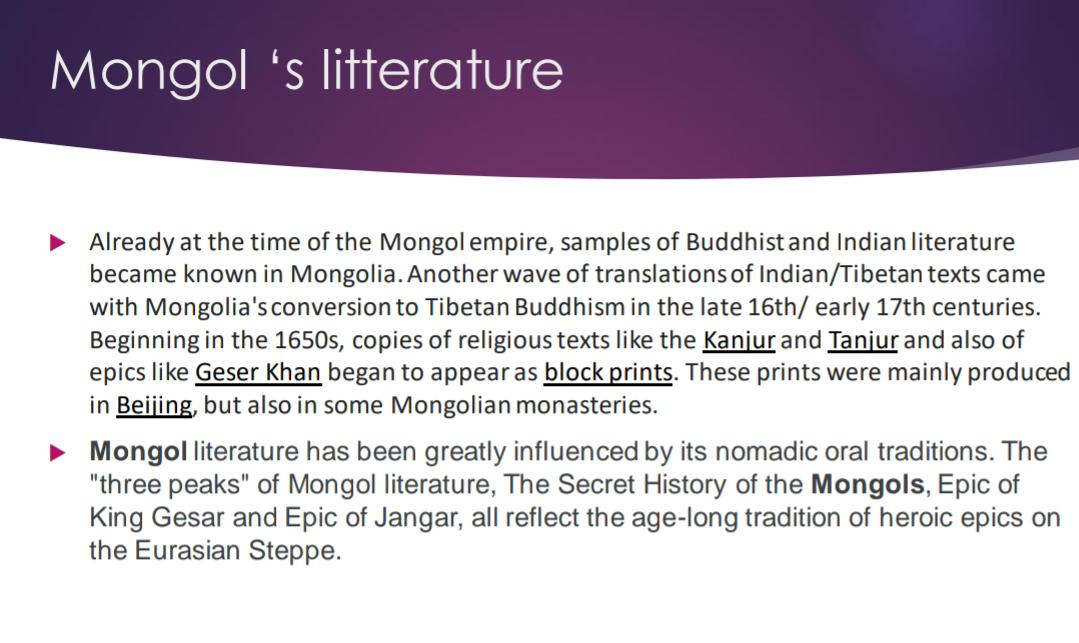 Mongol ‘s litterature
Already at the time of the Mongol empire, samples of Buddhist and Indian literature
became known in Mongolia. Another wave of translations of Indian/Tibetan texts came
with Mongolia's conversion to Tibetan Buddhism in the late 16th/ early 17th centuries.
Beginning in the 1650s, copies of religious texts like the Kanjur and Tanjur and also of
epics like Geser Khan began to appear as block prints. These prints were mainly produced
in Beijing, but also in some Mongolian monasteries.
Mongol literature has been greatly influenced by its nomadic oral traditions. The
"three peaks" of Mongol literature, The Secret History of the Mongols, Epic of
King Gesar and Epic of Jangar, all reflect the age-long tradition of heroic epics on
the Eurasian Steppe.